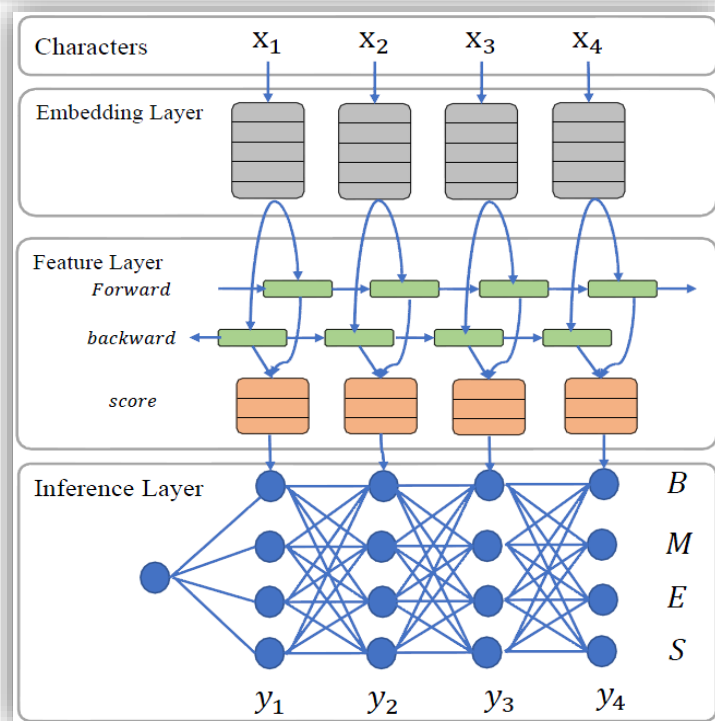 Characters x₁ x₂ x₃ x₄
Embedding Layer
Feature Layer
Forward
backward
score
Inference Layer
B
M
E
S
y₁ y₂ y₃ y₄